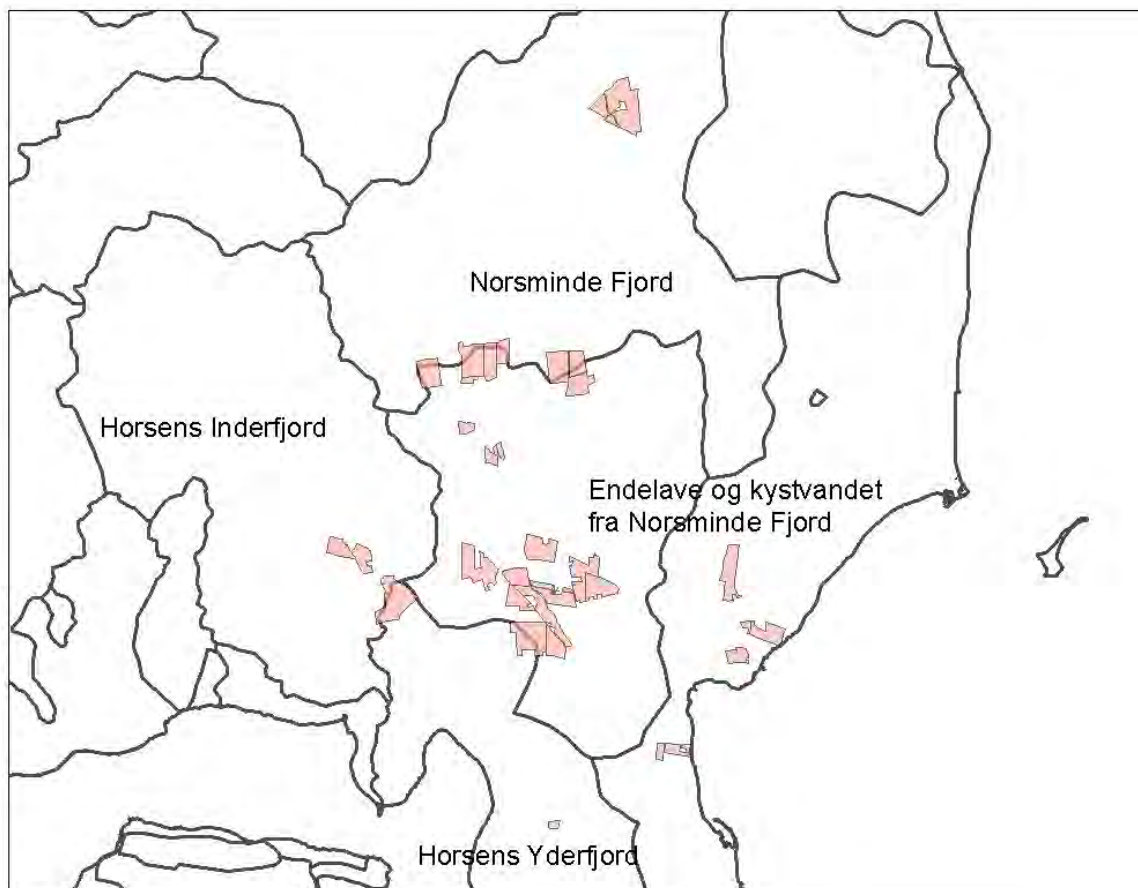 Norsminde Fjord
Horsens Inderfjord
Endelave og kystvandet
fra Norsminde Fjord
Horsens Yderfjord